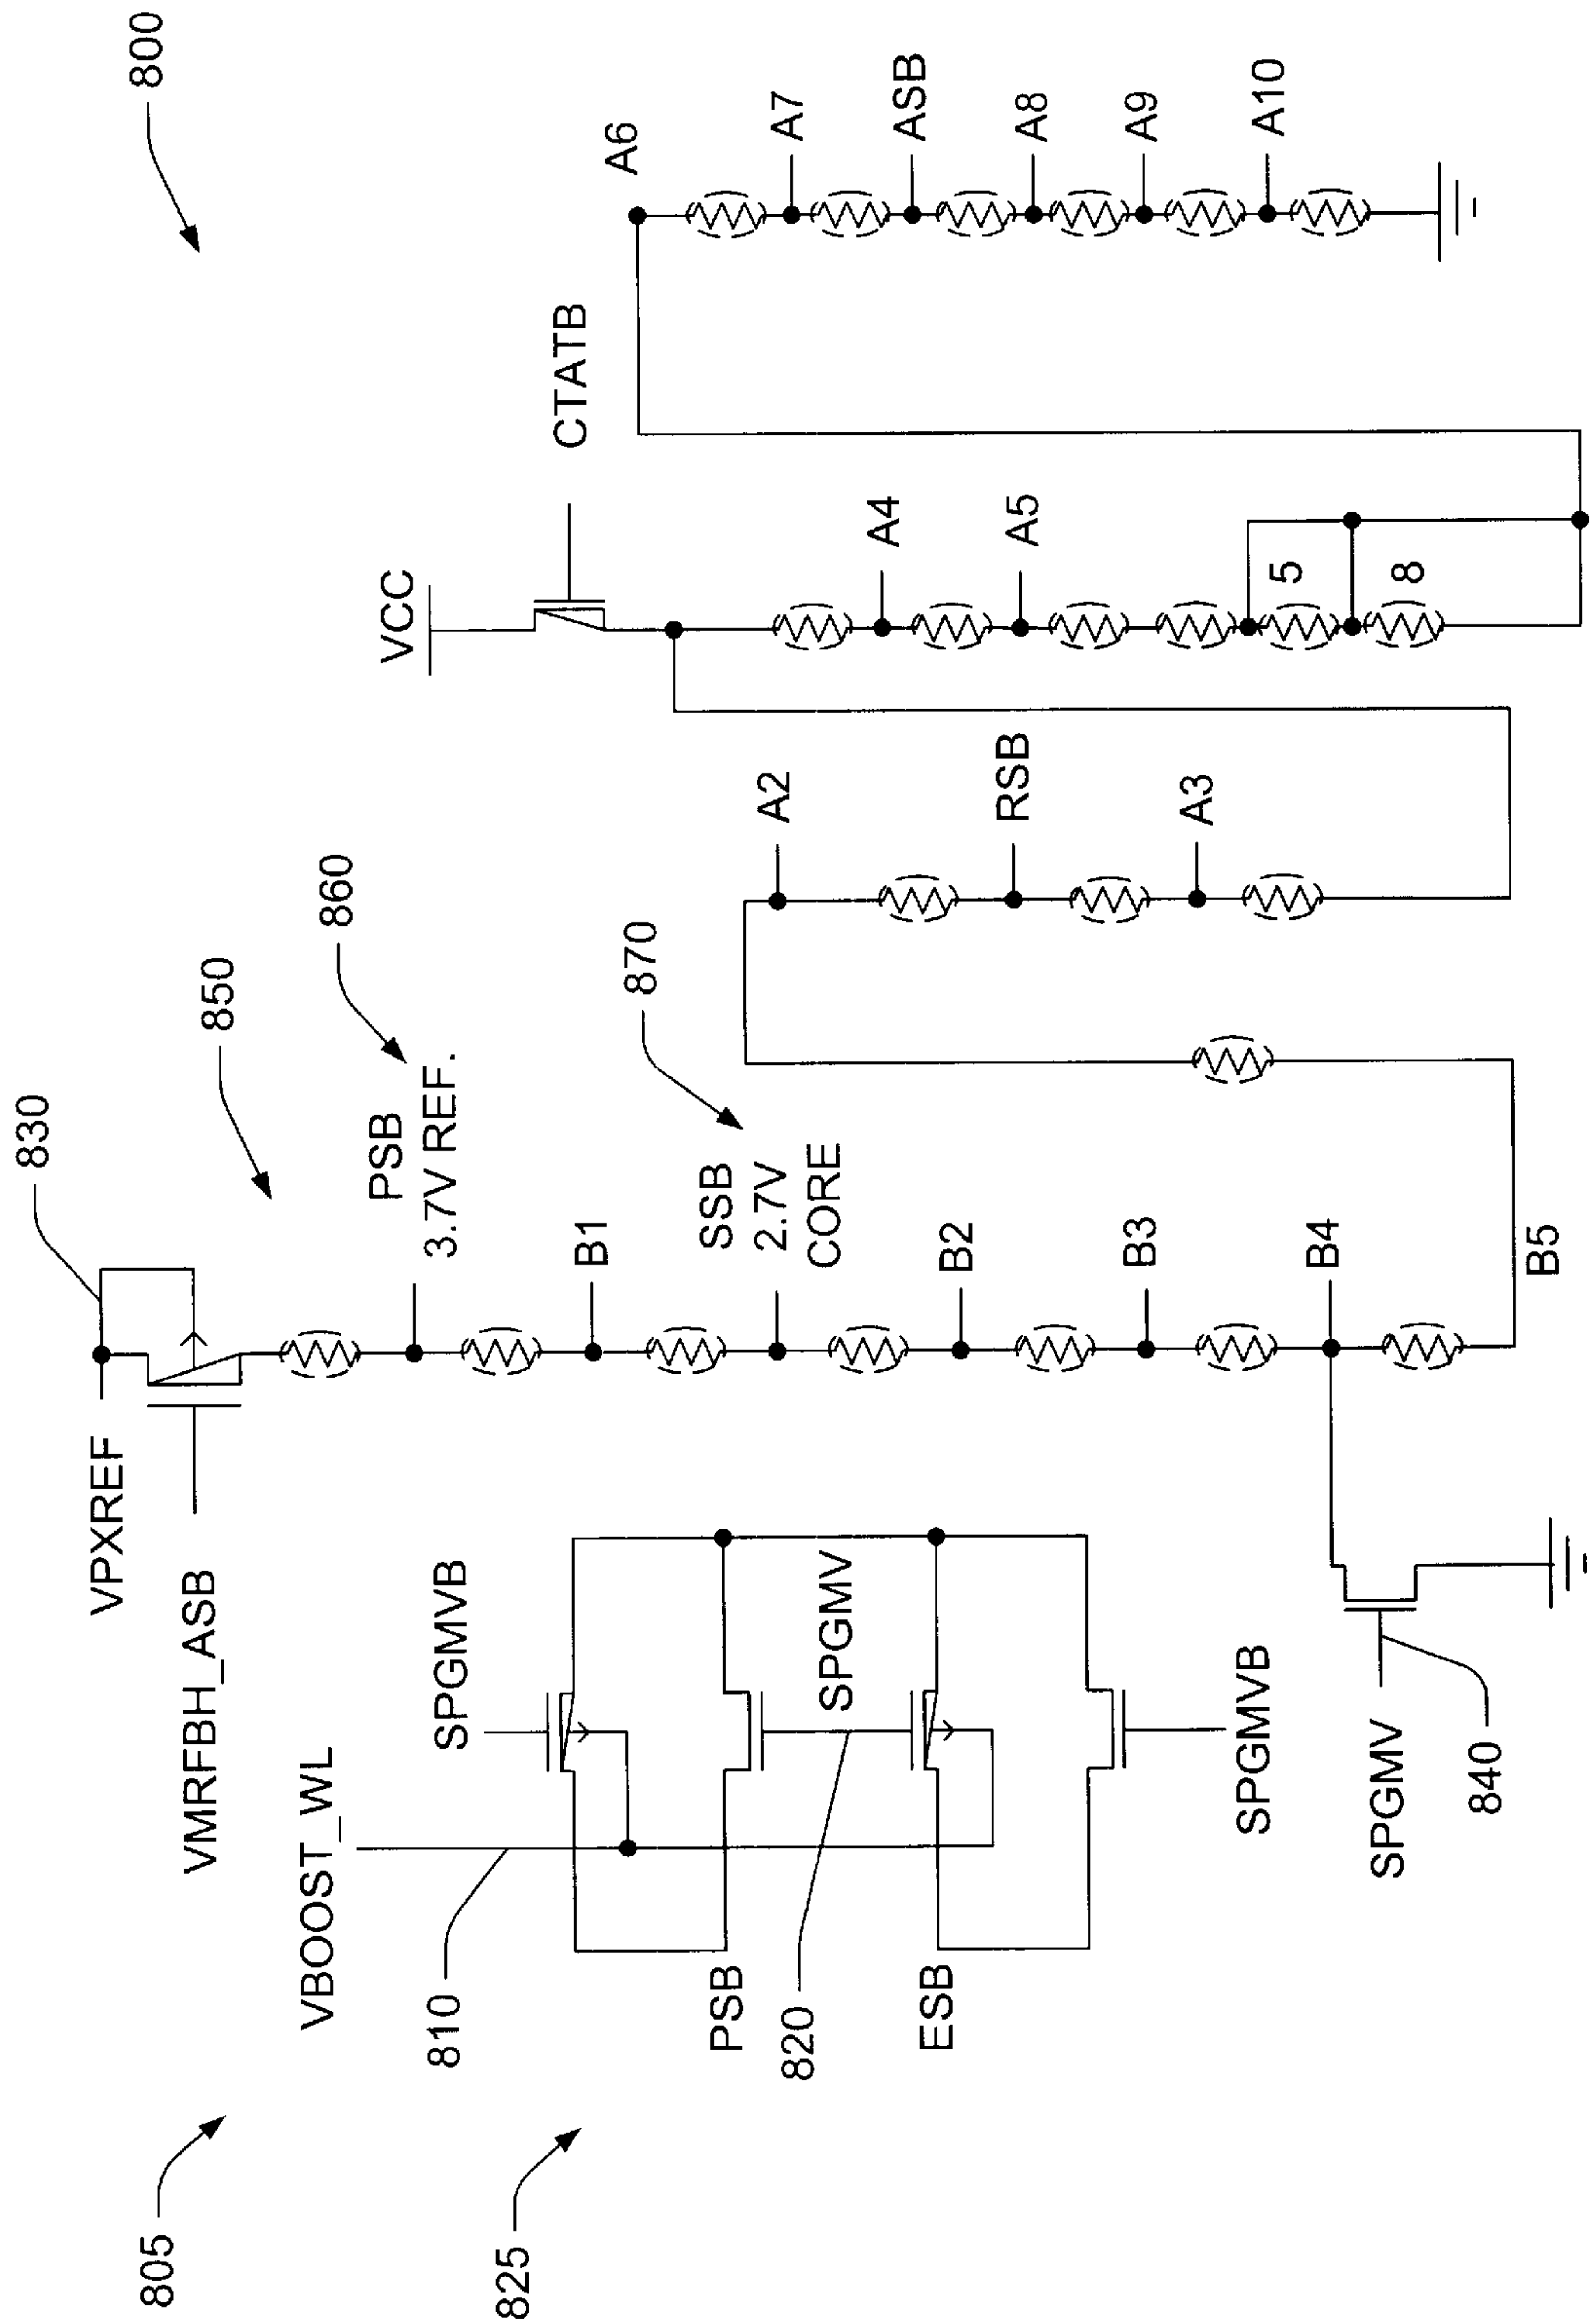 800
830
850
VPXREF
860
PSB
3.7V REF.
VMRFBH_ASB
VCC
CTATB
A6
A7
ASB
A8
A9
A10
805
VBOOST_WL
810
SPGMVB
B1
870
SSB
2.7V
CORE
A2
RSB
A3
A4
A5
5
8
825
PSB
820
SPGMV
ESB
SPGMVB
B2
B3
B4
B5
SPGMV
840